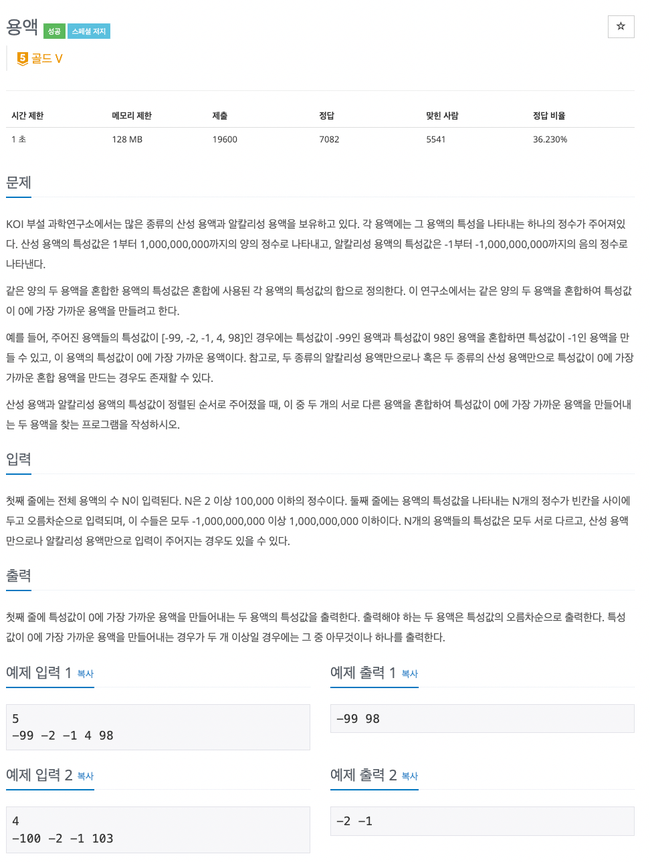 용액 성공 스페셜 저지
☆
5 골드 V
시간 제한 메모리 제한 제출 정답 맞힌 사람 정답 비율
1 초 128 MB 19600 7082 5541 36.230%
문제
KOI 부설 과학연구소에서는 많은 종류의 산성 용액과 알칼리성 용액을 보유하고 있다. 각 용액에는 그 용액의 특성을 나타내는 하나의 정수가 주어져있
다. 산성 용액의 특성값은 1부터 1,000,000,000까지의 양의 정수로 나타내고, 알칼리성 용액의 특성값은 -1부터 -1,000,000,000까지의 음의 정수로
나타낸다.
같은 양의 두 용액을 혼합한 용액의 특성값은 혼합에 사용된 각 용액의 특성값의 합으로 정의한다. 이 연구소에서는 같은 양의 두 용액을 혼합하여 특성값
이 0에 가장 가까운 용액을 만들려고 한다.
예를 들어, 주어진 용액들의 특성값이 [-99, -2, -1, 4, 98]인 경우에는 특성값이 -99인 용액과 특성값이 98인 용액을 혼합하면 특성값이 -1인 용액을 만
들 수 있고, 이 용액의 특성값이 0에 가장 가까운 용액이다. 참고로, 두 종류의 알칼리성 용액만으로나 혹은 두 종류의 산성 용액만으로 특성값이 0에 가장
가까운 혼합 용액을 만드는 경우도 존재할 수 있다.
산성 용액과 알칼리성 용액의 특성값이 정렬된 순서로 주어졌을 때, 이 중 두 개의 서로 다른 용액을 혼합하여 특성값이 0에 가장 가까운 용액을 만들어내
는 두 용액을 찾는 프로그램을 작성하시오.
입력
첫째 줄에는 전체 용액의 수 N이 입력된다. N은 2 이상 100,000 이하의 정수이다. 둘째 줄에는 용액의 특성값을 나타내는 N개의 정수가 빈칸을 사이에
두고 오름차순으로 입력되며, 이 수들은 모두 -1,000,000,000 이상 1,000,000,000 이하이다. N개의 용액들의 특성값은 모두 서로 다르고, 산성 용액
만으로나 알칼리성 용액만으로 입력이 주어지는 경우도 있을 수 있다.
출력
첫째 줄에 특성값이 0에 가장 가까운 용액을 만들어내는 두 용액의 특성값을 출력한다. 출력해야 하는 두 용액은 특성값의 오름차순으로 출력한다. 특성
값이 0에 가장 가까운 용액을 만들어내는 경우가 두 개 이상일 경우에는 그 중 아무것이나 하나를 출력한다.
예제 입력 1 복사
5
-99 -2 -1 4 98
예제 출력 1 복사
-99 98
예제 입력 2 복사
4
-100 -2 -1 103
예제 출력 2 복사
-2 -1